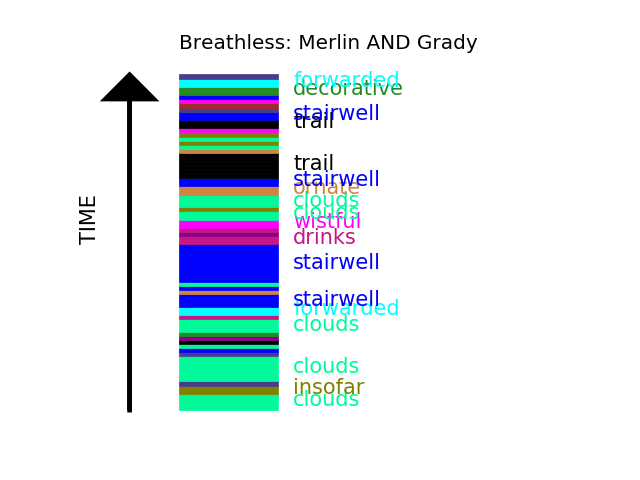 Breathless: Merlin AND Grady
forwarded
decorative
stairwell
trail
trail
stairwell
ornate
clouds
clouds
wistful
drinks
stairwell
stairwell
forwarded
clouds
clouds
insofar
clouds
TIME